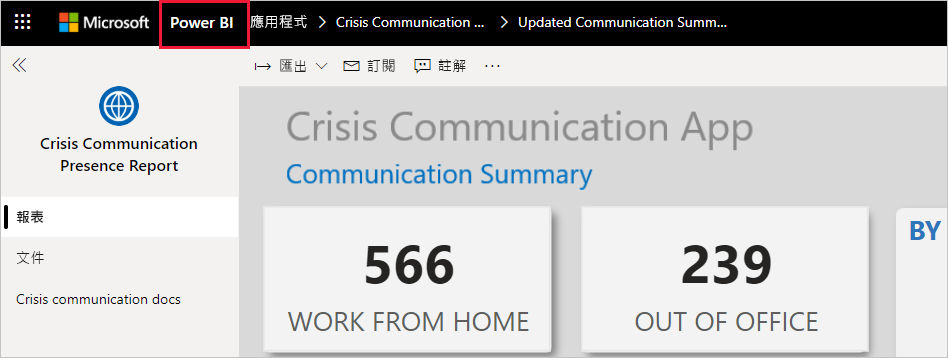 Microsoft Power BI 應用程式 Crisis Communication ... Updated Communication Summ...
匯出 訂閱 註解 ...
Crisis Communication
Presence Report
報表
文件
Crisis communication docs
Crisis Communication App
Communication Summary
566
WORK FROM HOME
239
OUT OF OFFICE
BY